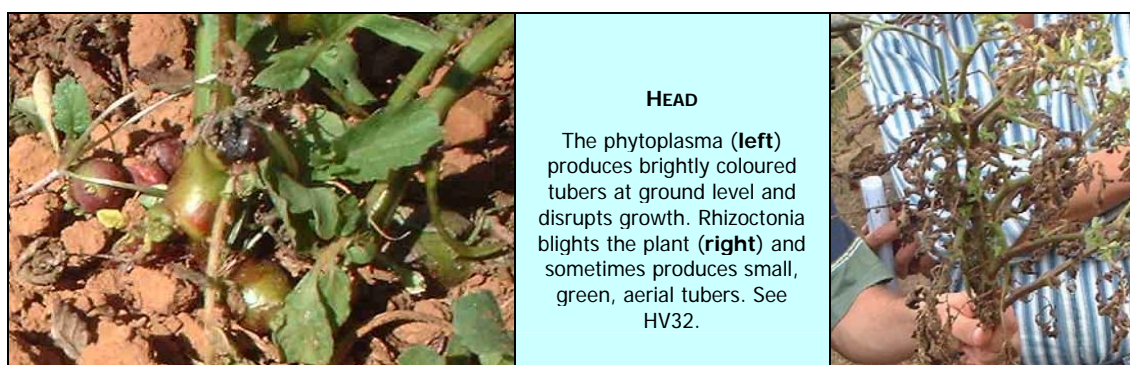 HEAD
The phytoplasma (left)
produces brightly coloured
tubers at ground level and
disrupts growth. Rhizoctonia
blights the plant (right) and
sometimes produces small,
green, aerial tubers. See
HV32.